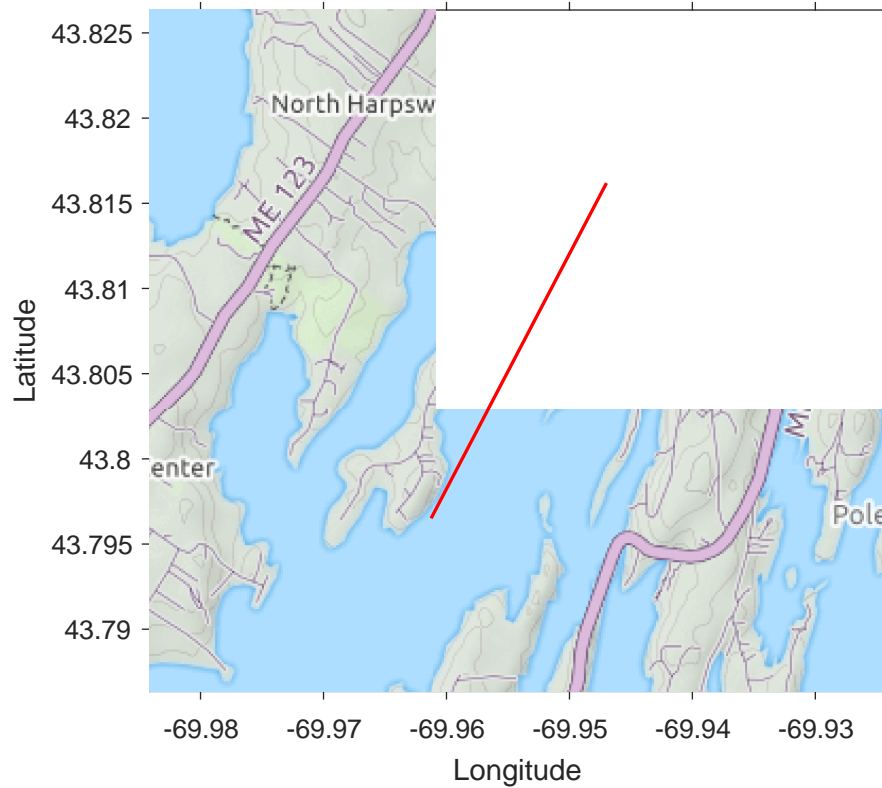 43.825
43.82
43.815
43.81
43.805
43.8
43.795
43.79
Latitude
North Harpsw
ME 123
enter
M
Pole
-69.98
-69.97
-69.96
-69.95
-69.94
-69.93
Longitude